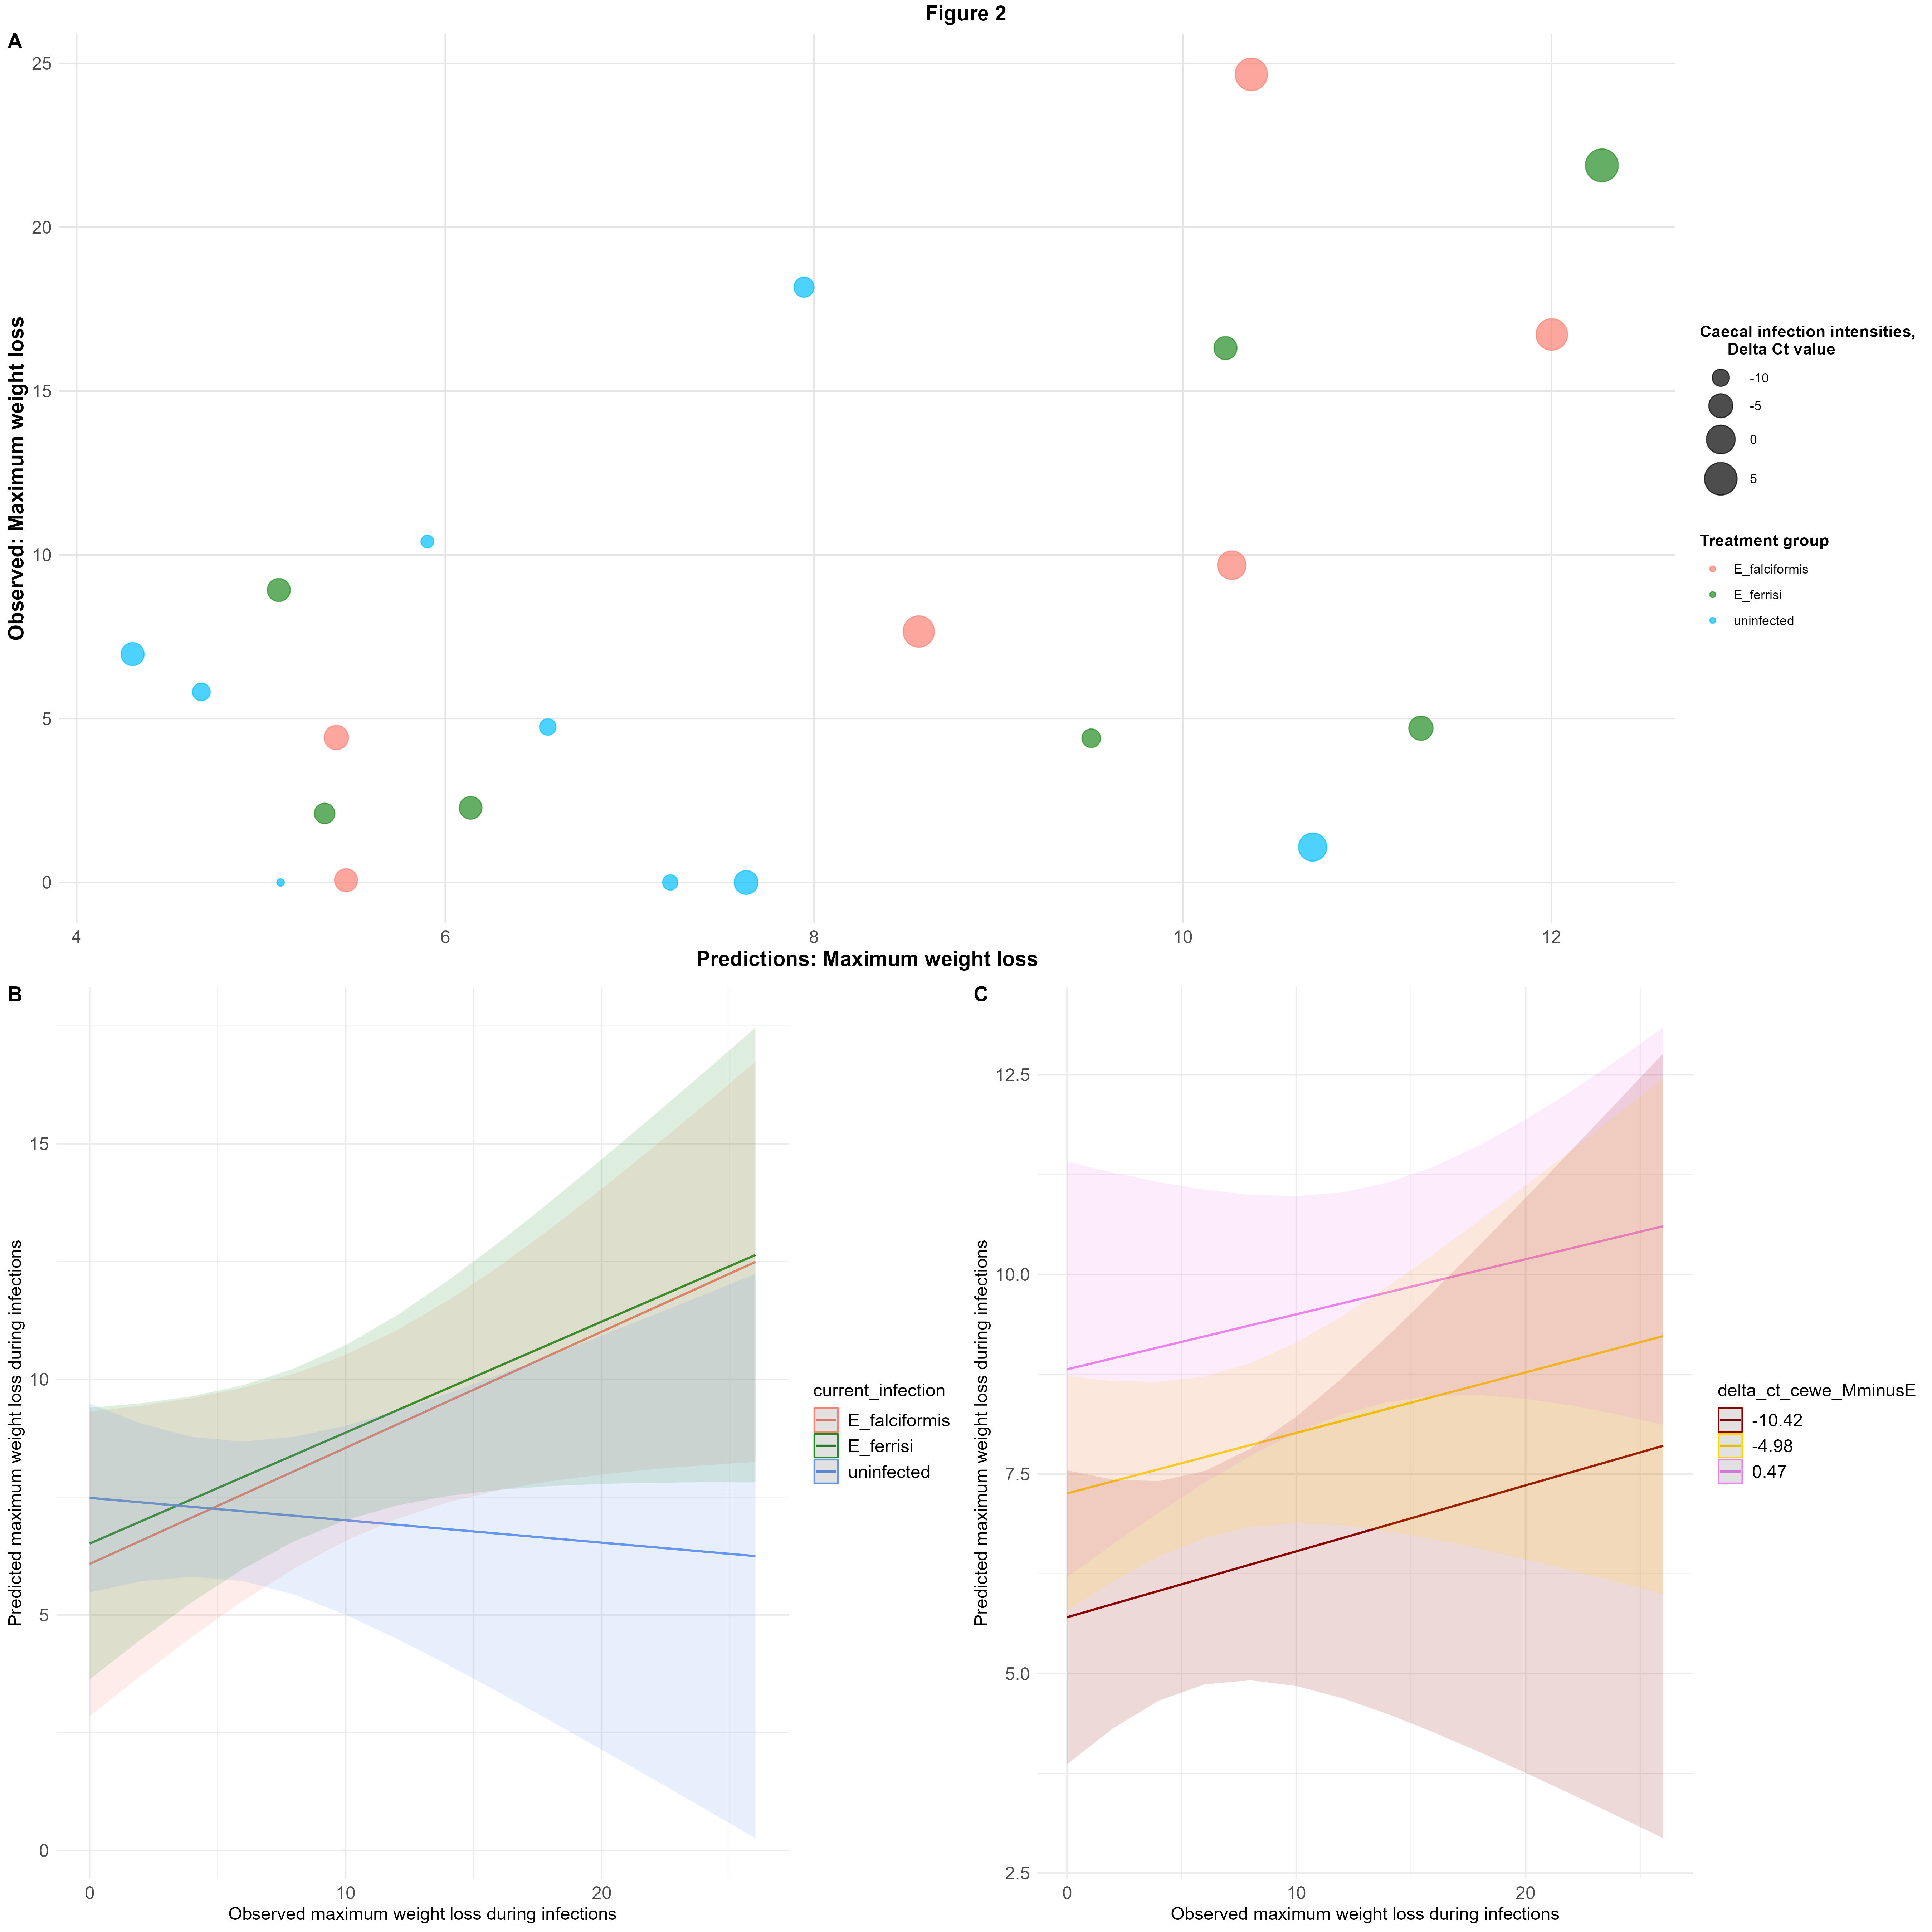 Figure 2
A
25
20
15
10
5
0
Observed: Maximum weight loss
4
6
8
10
12
Predictions: Maximum weight loss
Caecal infection intensities,
Delta Ct value
-10
-5
0
5
Treatment group
E_falciformis
E_ferrisi
uninfected
B
15
10
5
0
Predicted maximum weight loss during infections
0
10
20
Observed maximum weight loss during infections
current_infection
E_falciformis
E_ferrisi
uninfected
C
12.5
10.0
7.5
5.0
2.5
Predicted maximum weight loss during infections
0
10
20
Observed maximum weight loss during infections
delta_ct_cewe_MminusE
-10.42
-4.98
0.47